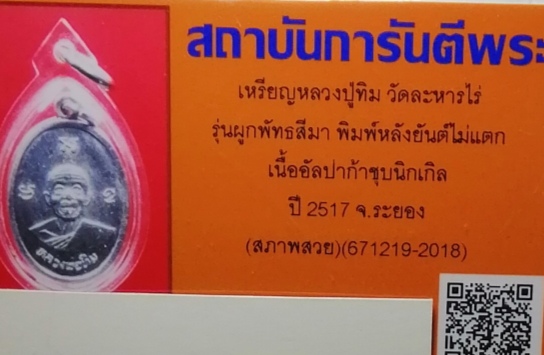 สถาบันการันตีพระ
เหรียญหลวงปู่ทิม วัดละหารไร่
รุ่นผูกพัทธสีมา พิมพ์หลังยันต์ไม่แตก
เนื้ออัลปาก้าชุบนิกเกิล
ปี 2517 จ.ระยอง
(สภาพสวย)(671219-2018)